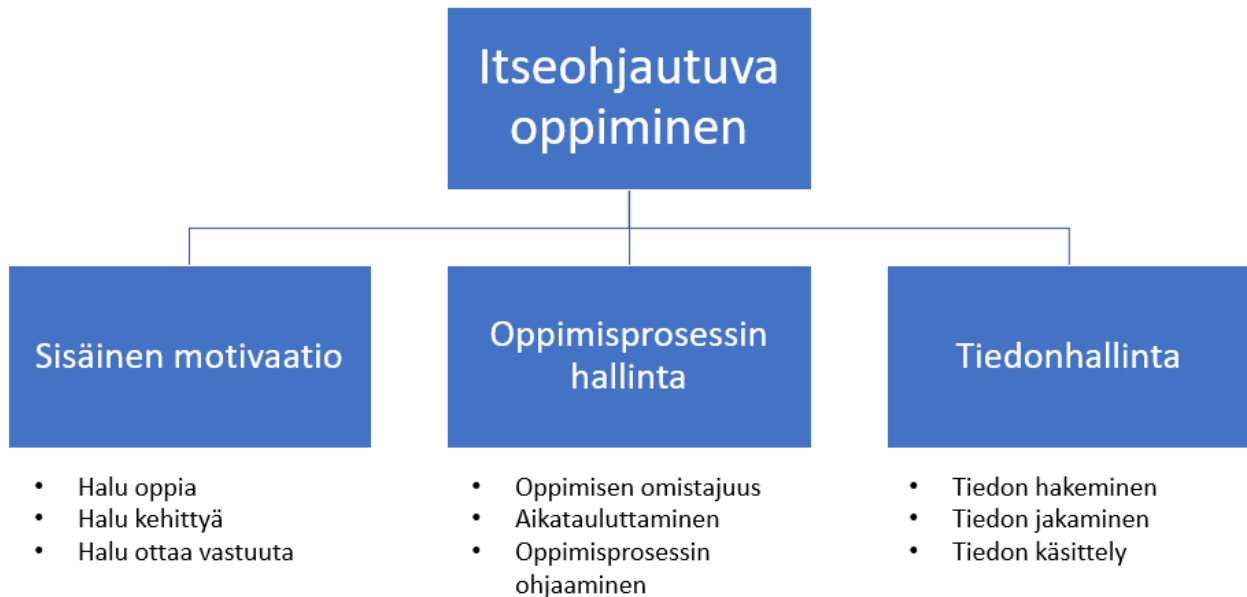 Itseohjautuva
oppiminen
Sisäinen motivaatio
• Halu oppia
• Halu kehittyä
• Halu ottaa vastuuta
Oppimisprosessin
hallinta
• Oppimisen omistajuus
• Aikatauluttaminen
• Oppimisprosessin
ohjaaminen
Tiedonhallinta
• Tiedon hakeminen
• Tiedon jakaminen
• Tiedon käsittely